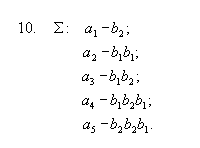 10. Σ: a₁ – b₂;
a₂ – b₁b₁;
a₃ – b₁b₂;
a₄ – b₁b₂b₁;
a₅ – b₂b₂b₁.